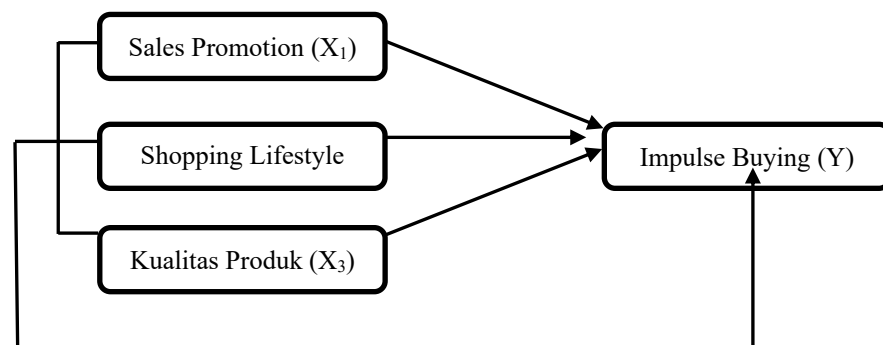 Sales Promotion (X₁)
Shopping Lifestyle
Impulse Buying (Y)
Kualitas Produk (X₃)